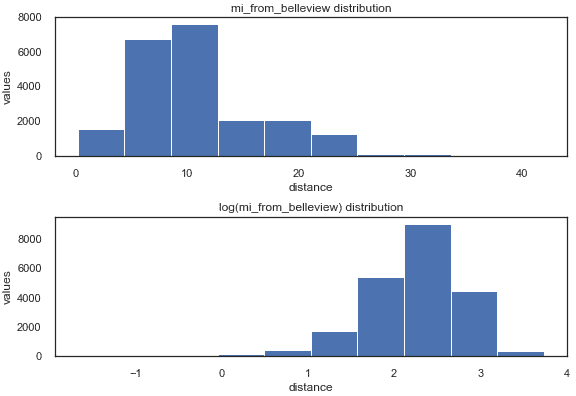 mi_from_belleview distribution
8000
6000
4000
2000
0
values
0 10 20 30 40
distance
log(mi_from_belleview) distribution
8000
6000
4000
2000
0
values
−1 0 1 2 3 4
distance